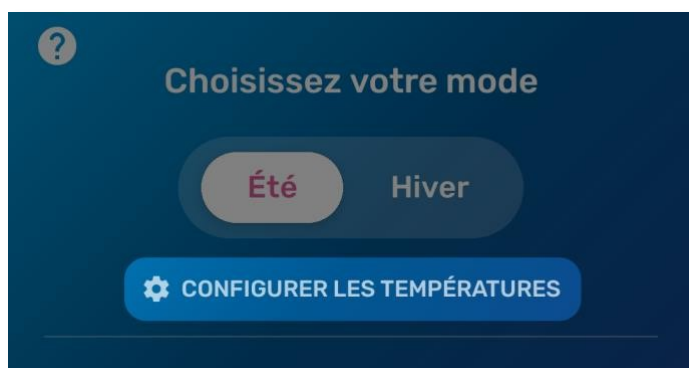 ?
Choisissez votre mode
Été Hiver
CONFIGURER LES TEMPÉRATURES